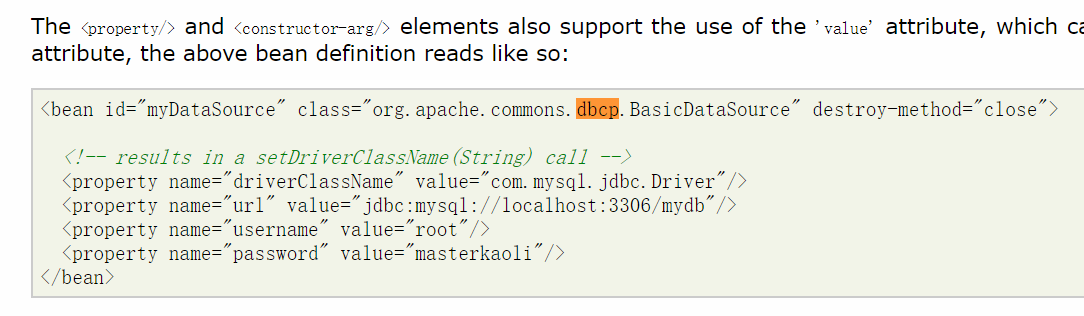 The <property/> and <constructor-arg/> elements also support the use of the 'value' attribute, which
attribute, the above bean definition reads like so:
<bean id="myDataSource" class="org.apache.commons.dbcp.BasicDataSource" destroy-method="close">
<!-- results in a setDriverClassName(String) call -->
<property name="driverClassName" value="com.mysql.jdbc.Driver"/>
<property name="url" value="jdbc:mysql://localhost:3306/mydb"/>
<property name="username" value="root"/>
<property name="password" value="masterkaoli"/>
</bean>